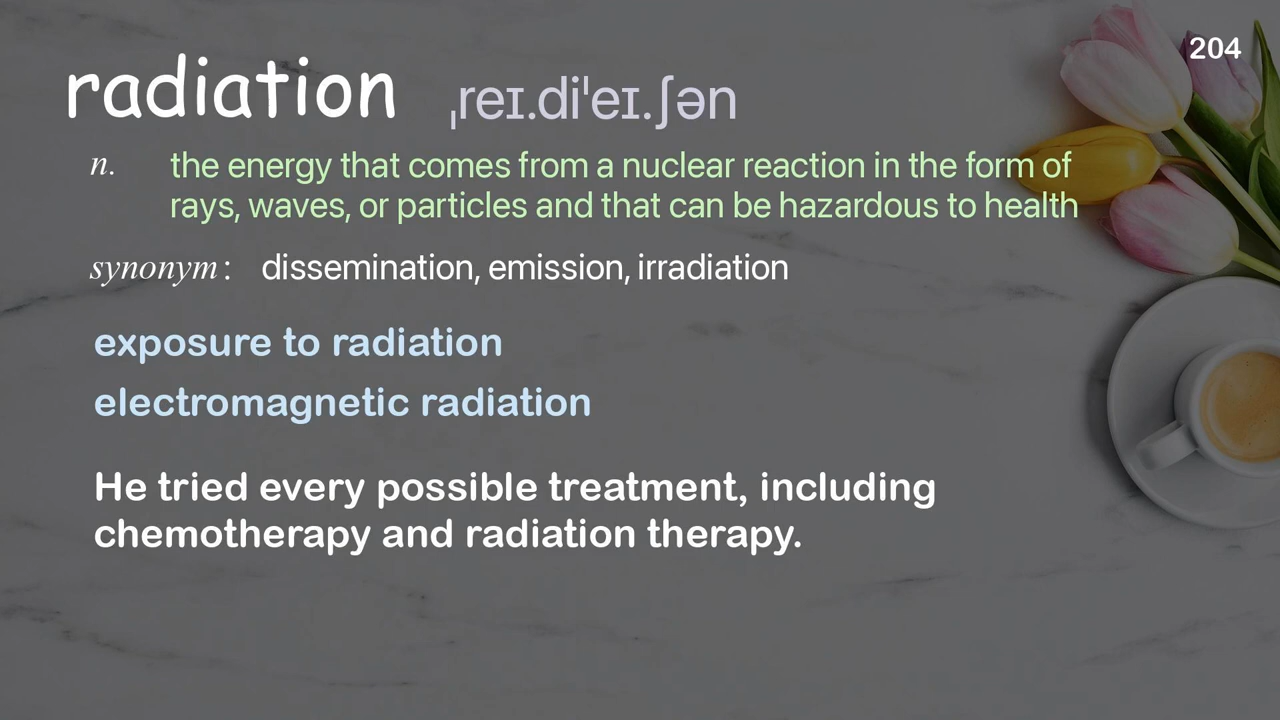 204
radiation ˌreɪ.diˈeɪ.ʃən
n. the energy that comes from a nuclear reaction in the form of
rays, waves, or particles and that can be hazardous to health
synonym: dissemination, emission, irradiation
exposure to radiation
electromagnetic radiation
He tried every possible treatment, including
chemotherapy and radiation therapy.